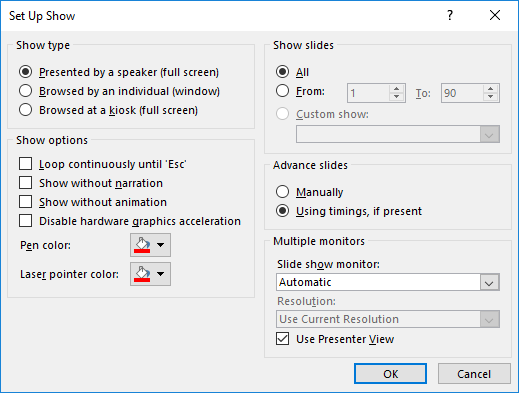 Set Up Show
Show type
Presented by a speaker (full screen)
Browsed by an individual (window)
Browsed at a kiosk (full screen)
Show options
Loop continuously until 'Esc'
Show without narration
Show without animation
Disable hardware graphics acceleration
Pen color:
Laser pointer color:
Show slides
All
From: 1 To: 90
Custom show:
Advance slides
Manually
Using timings, if present
Multiple monitors
Slide show monitor:
Automatic
Resolution:
Use Current Resolution
Use Presenter View
OK Cancel